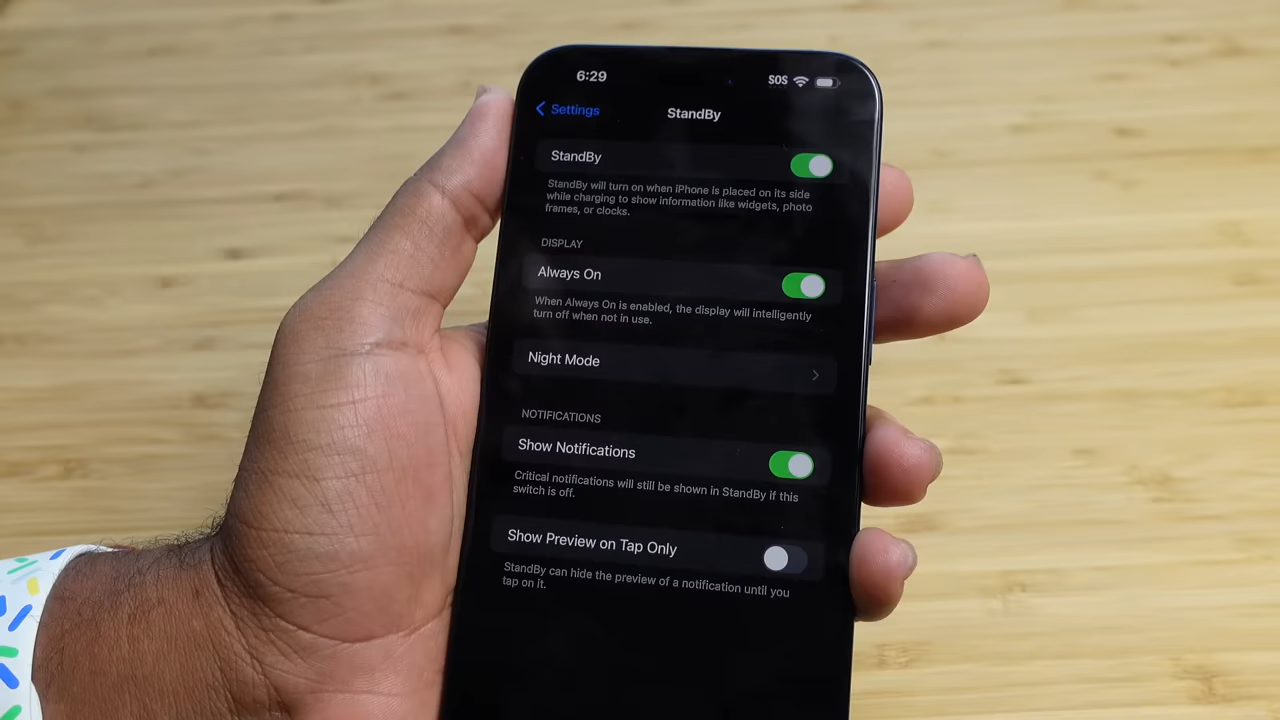 6:29
SOS
Settings
StandBy
StandBy
StandBy will turn on when iPhone is placed on its side
while charging to show information like widgets, photo
frames, or clocks.
DISPLAY
Always On
When Always On is enabled, the display will intelligently
turn off when not in use.
Night Mode
NOTIFICATIONS
Show Notifications
Critical notifications will still be shown in StandBy if this
switch is off.
Show Preview on Tap Only
StandBy can hide the preview of a notification until you
tap on it.